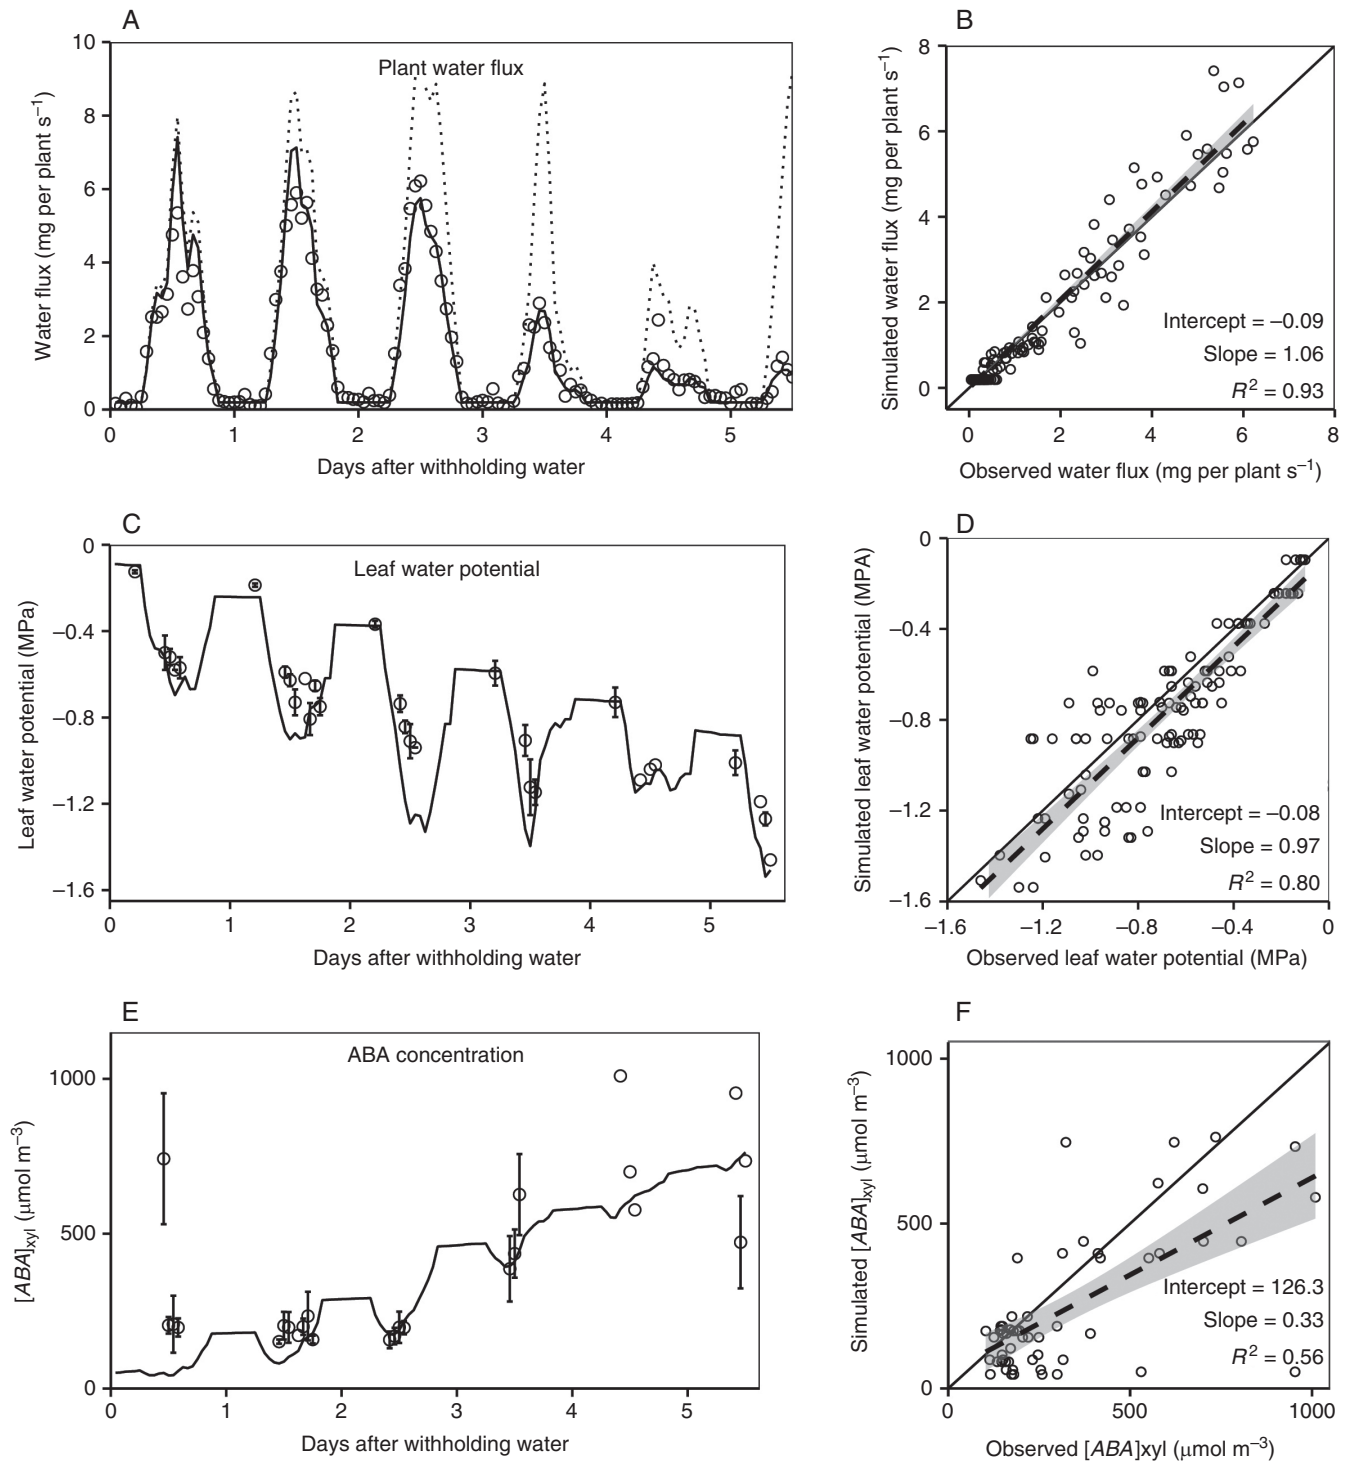 A
Plant water flux
Water flux (mg per plant s⁻¹)
10
8
6
4
2
0
0 1 2 3 4 5
Days after withholding water
B
Simulated water flux (mg per plant s⁻¹)
8
6
4
2
0
Intercept = –0.09
Slope = 1.06
R² = 0.93
0 2 4 6 8
Observed water flux (mg per plant s⁻¹)
C
Leaf water potential
Leaf water potential (MPa)
0
–0.4
–0.8
–1.2
–1.6
0 1 2 3 4 5
Days after withholding water
D
Simulated leaf water potential (MPA)
0
–0.4
–0.8
–1.2
–1.6
Intercept = –0.08
Slope = 0.97
R² = 0.80
–1.6 –1.2 –0.8 –0.4 0
Observed leaf water potential (MPa)
E
ABA concentration
[ABA]xyl (μmol m⁻³)
1000
500
0
0 1 2 3 4 5
Days after withholding water
F
Simulated [ABA]xyl (μmol m⁻³)
1000
500
0
Intercept = 126.3
Slope = 0.33
R² = 0.56
0 500 1000
Observed [ABA]xyl (μmol m⁻³)